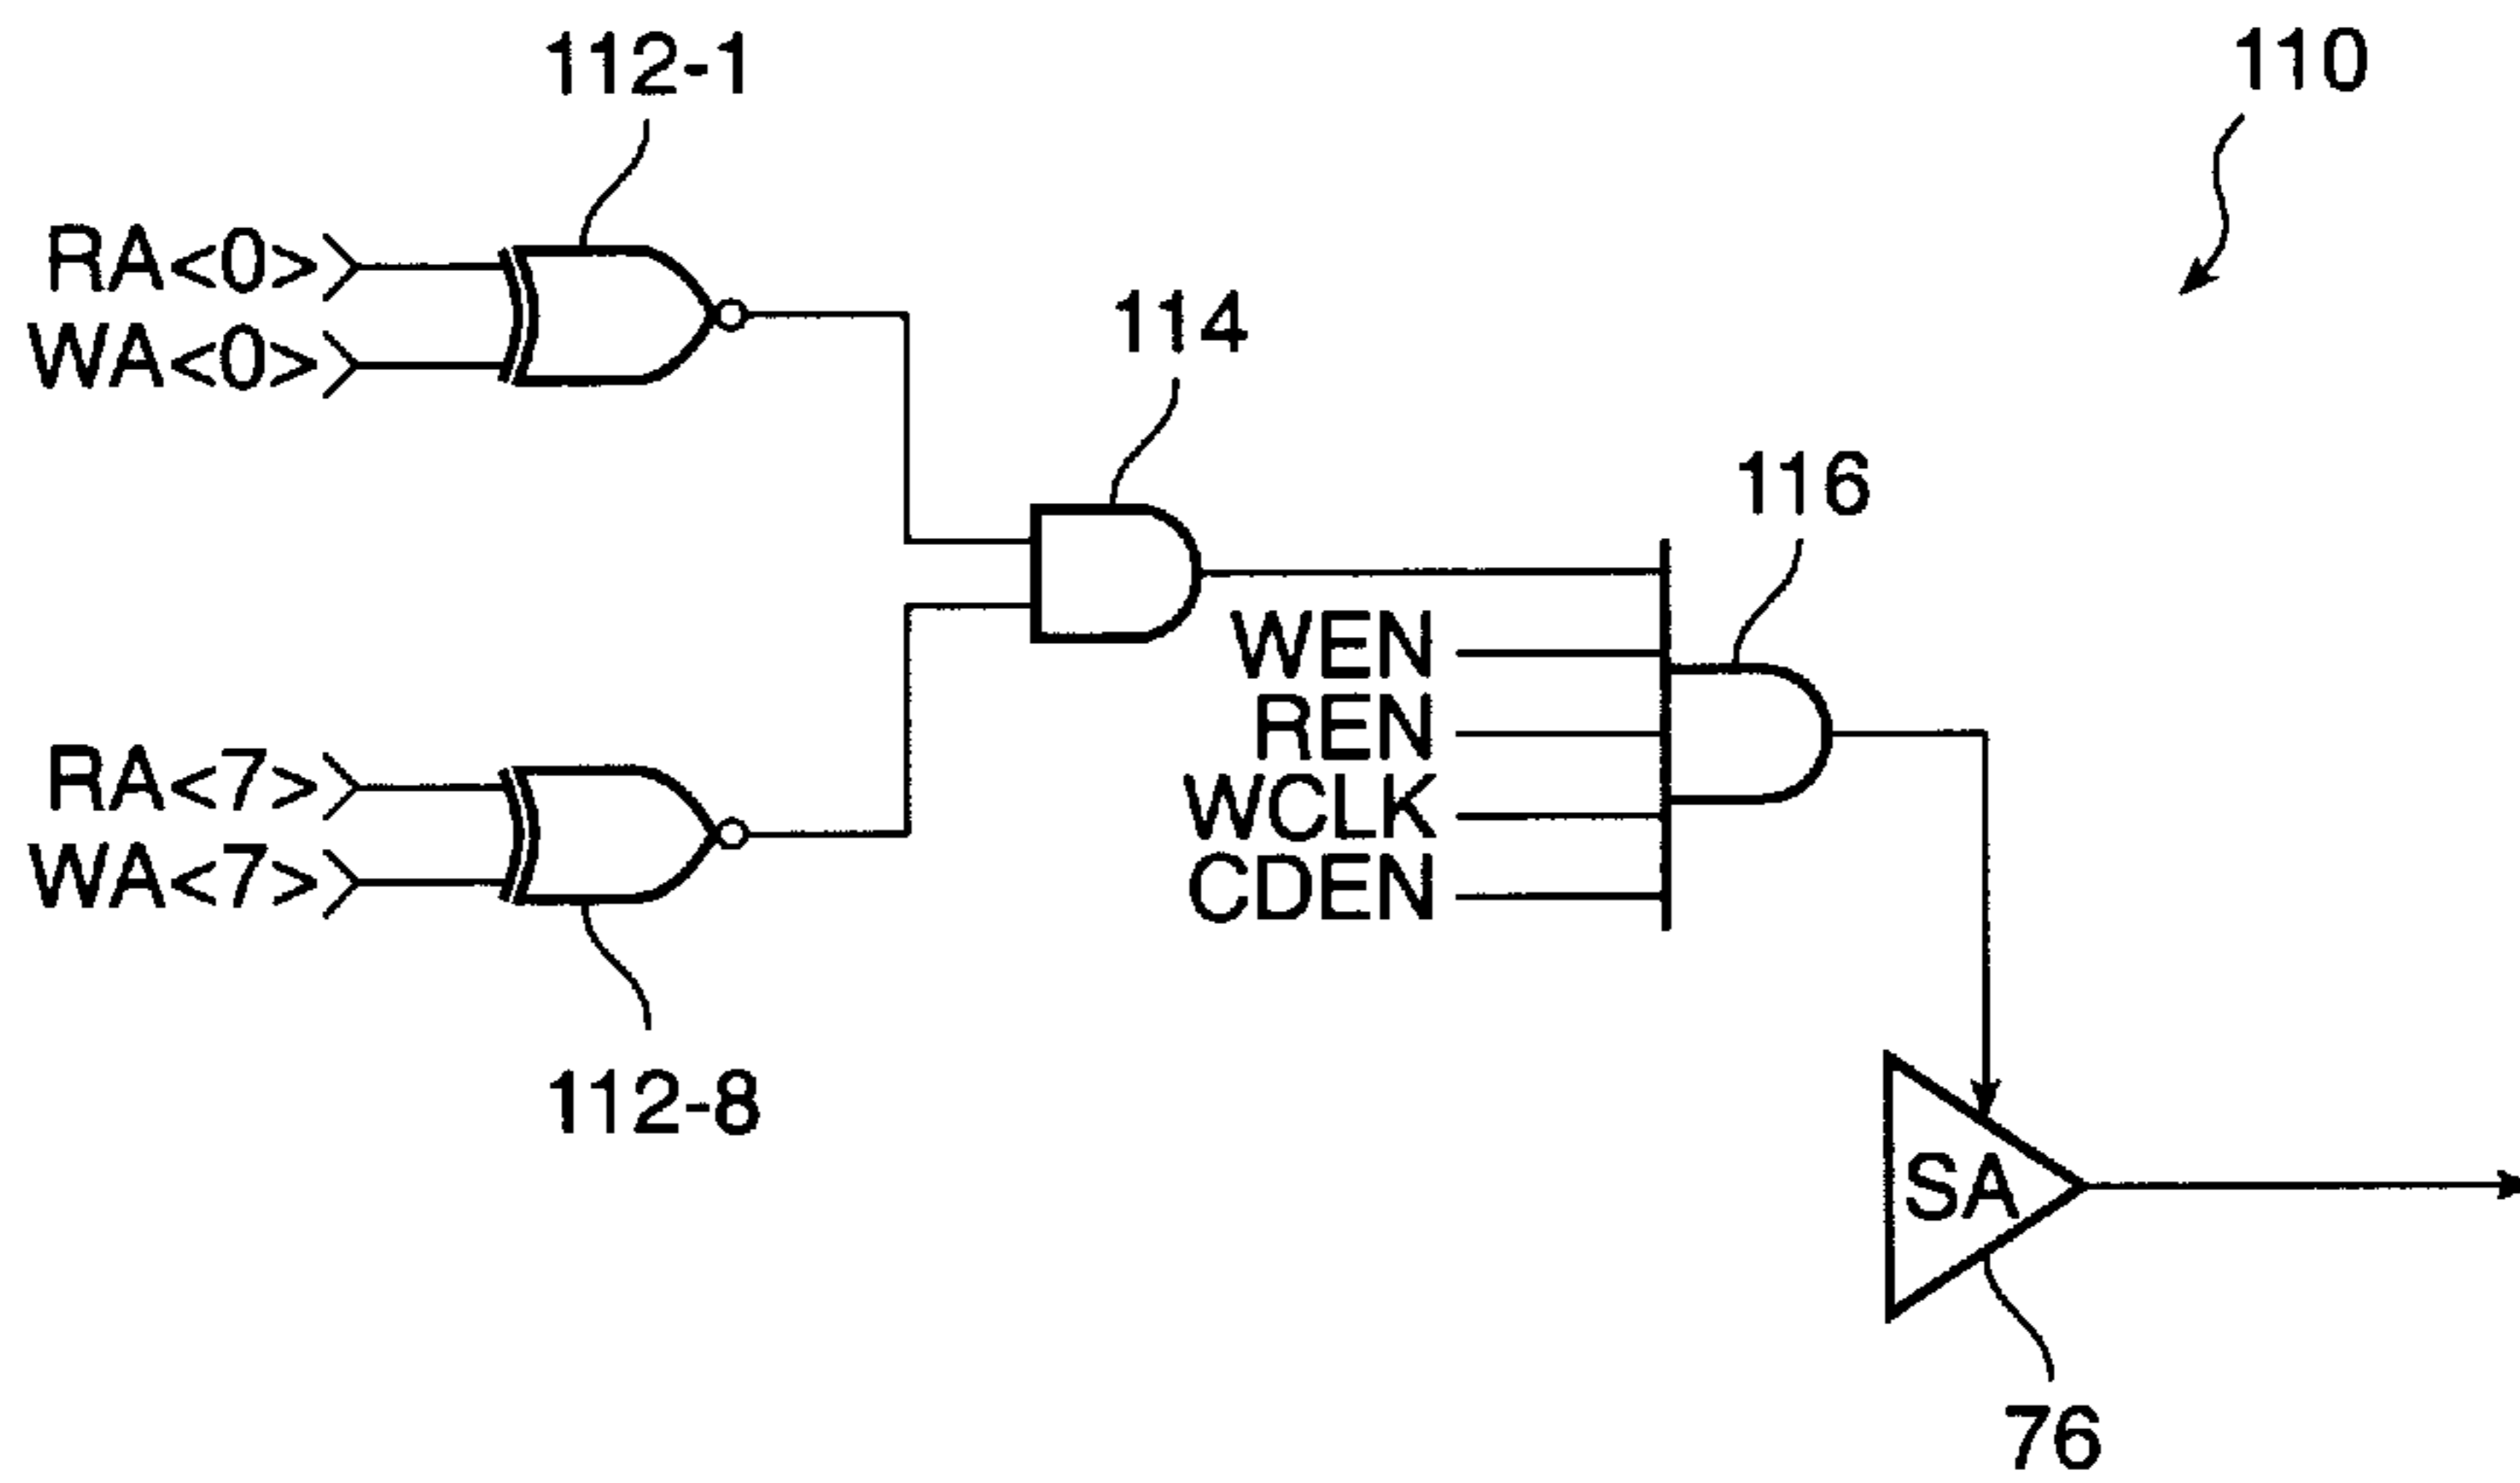 112-1
110
RA<0>
WA<0>
114
116
WEN
REN
RA<7>
WCLK
WA<7>
CDEN
112-8
SA
76